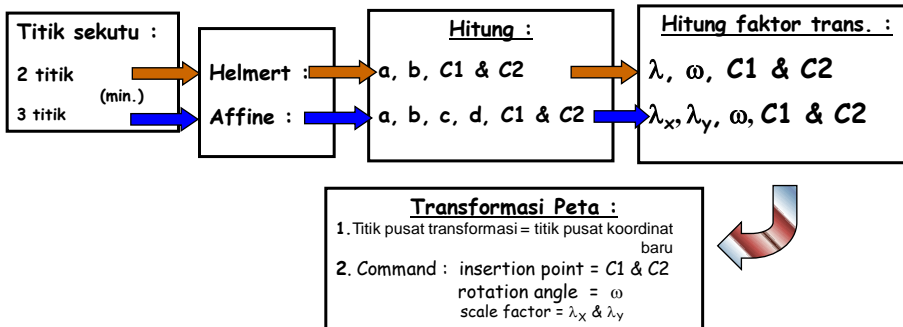 Titik sekutu :
2 titik
(min.)
3 titik
Helmert :
Affine :
Hitung :
a, b, C1 & C2
a, b, c, d, C1 & C2
Hitung faktor trans. :
λ, ω, C1 & C2
λx, λy, ω, C1 & C2
Transformasi Peta :
1. Titik pusat transformasi = titik pusat koordinat
baru
2. Command : insertion point = C1 & C2
rotation angle = ω
scale factor = λX & λY